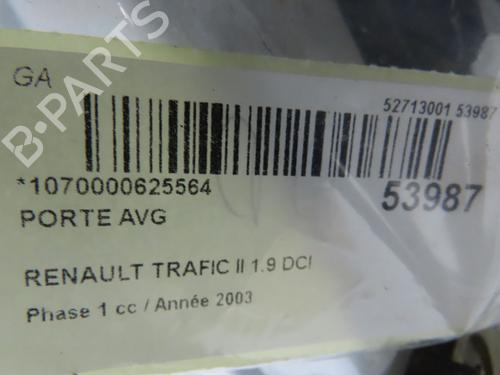 GA
52713001 53987
*1070000625564
53987
PORTE AVG
RENAULT TRAFIC II 1.9 DCI
Phase 1 cc / Année 2003
B-PARTS